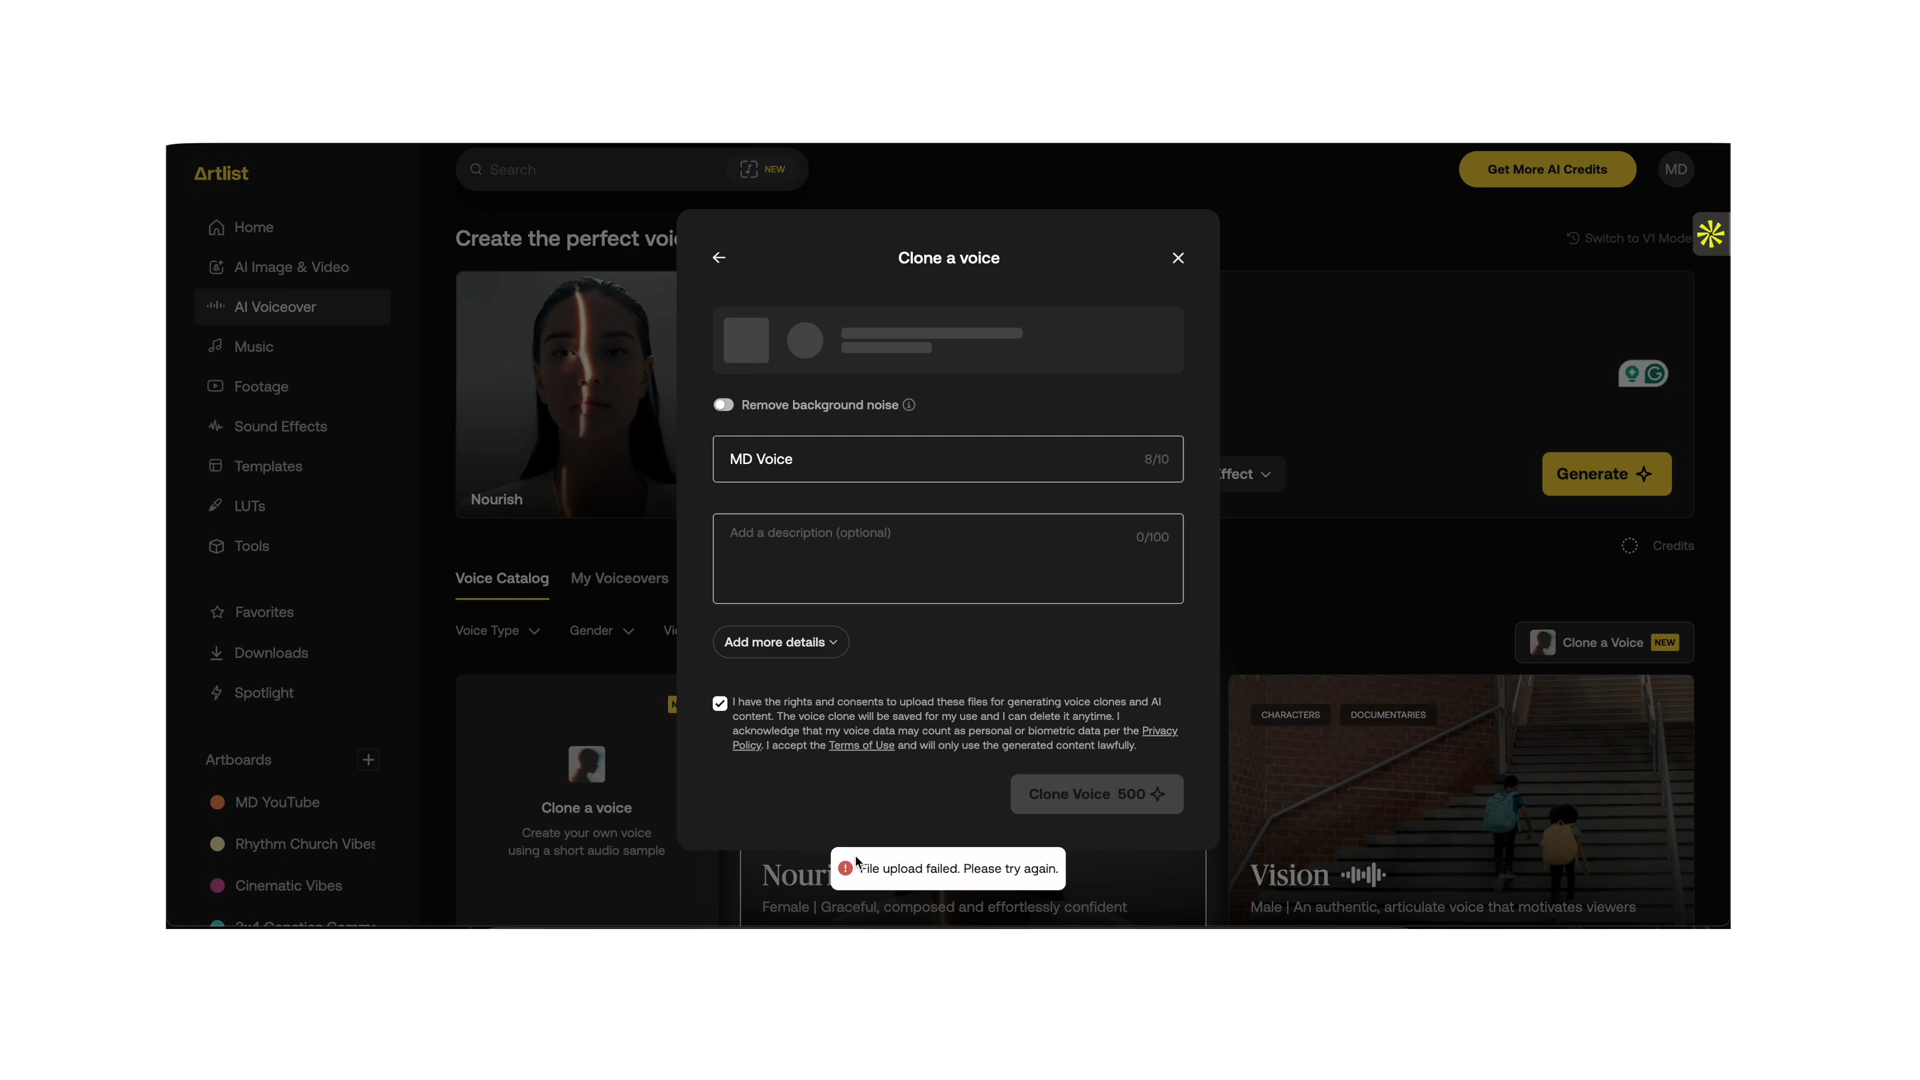 Artlist
Search
NEW
Get More AI Credits
MD
Home
AI Image & Video
AI Voiceover
Music
Footage
Sound Effects
Templates
LUTs
Tools
Favorites
Downloads
Spotlight
Artboards
MD YouTube
Rhythm Church Vibes
Cinematic Vibes
Create the perfect voi
Switch to V1 Mode
Nourish
Clone a voice
Remove background noise
MD Voice
8/10
Add a description (optional)
0/100
Add more details
I have the rights and consents to upload these files for generating voice clones and AI
content. The voice clone will be saved for my use and I can delete it anytime. I
acknowledge that my voice data may count as personal or biometric data per the Privacy
Policy. I accept the Terms of Use and will only use the generated content lawfully.
Clone Voice 500
File upload failed. Please try again.
ffect
Generate
Credits
Voice Catalog
My Voiceovers
Voice Type
Gender
Clone a Voice NEW
Clone a voice
Create your own voice
using a short audio sample
Nouri
Female | Graceful, composed and effortlessly confident
CHARACTERS
DOCUMENTARIES
Vision
Male | An authentic, articulate voice that motivates viewers